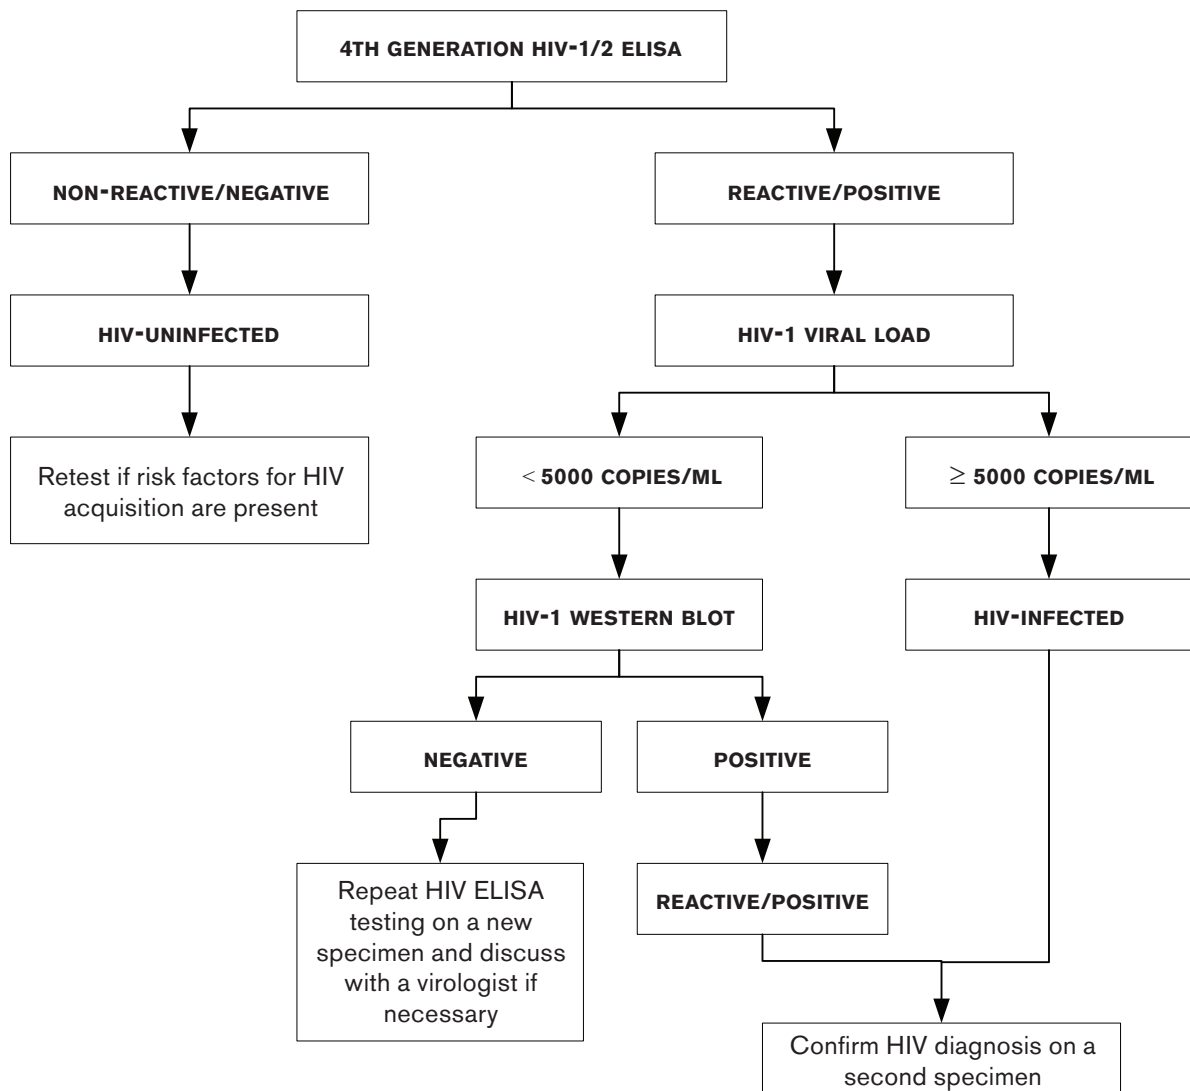 4TH GENERATION HIV-1/2 ELISA
NON-REACTIVE/NEGATIVE
REACTIVE/POSITIVE
HIV-UNINFECTED
HIV-1 VIRAL LOAD
Retest if risk factors for HIV
acquisition are present
< 5000 COPIES/ML
≥ 5000 COPIES/ML
HIV-1 WESTERN BLOT
HIV-INFECTED
NEGATIVE
POSITIVE
Repeat HIV ELISA
testing on a new
specimen and discuss
with a virologist if
necessary
REACTIVE/POSITIVE
Confirm HIV diagnosis on a
second specimen